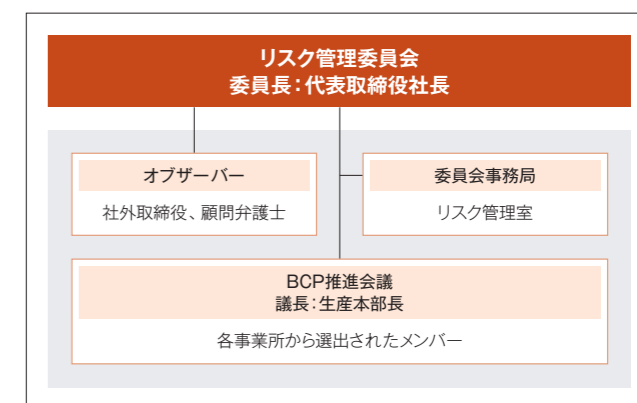 リスク管理委員会
委員長：代表取締役社長
オブザーバー
社外取締役、顧問弁護士
委員会事務局
リスク管理室
BCP推進会議
議長：生産本部長
各事業所から選出されたメンバー